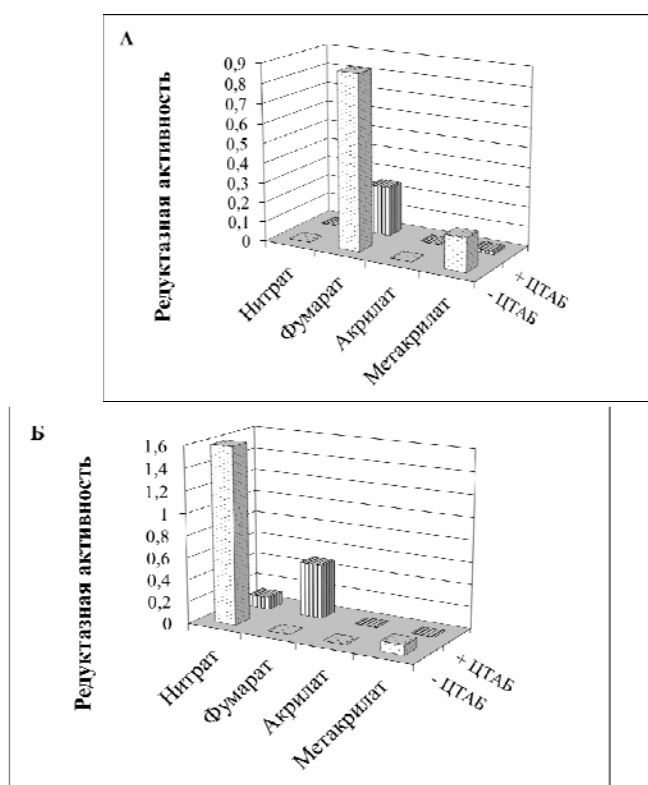 А
Редуктазная активность
0,9
0,8
0,7
0,6
0,5
0,4
0,3
0,2
0,1
0
Нитрат
Фумарат
Акрилат
Метакрилат
- ЦТАБ
+ ЦТАБ
Б
Редуктазная активность
1,6
1,4
1,2
1
0,8
0,6
0,4
0,2
0
Нитрат
Фумарат
Акрилат
Метакрилат
- ЦТАБ
+ ЦТАБ